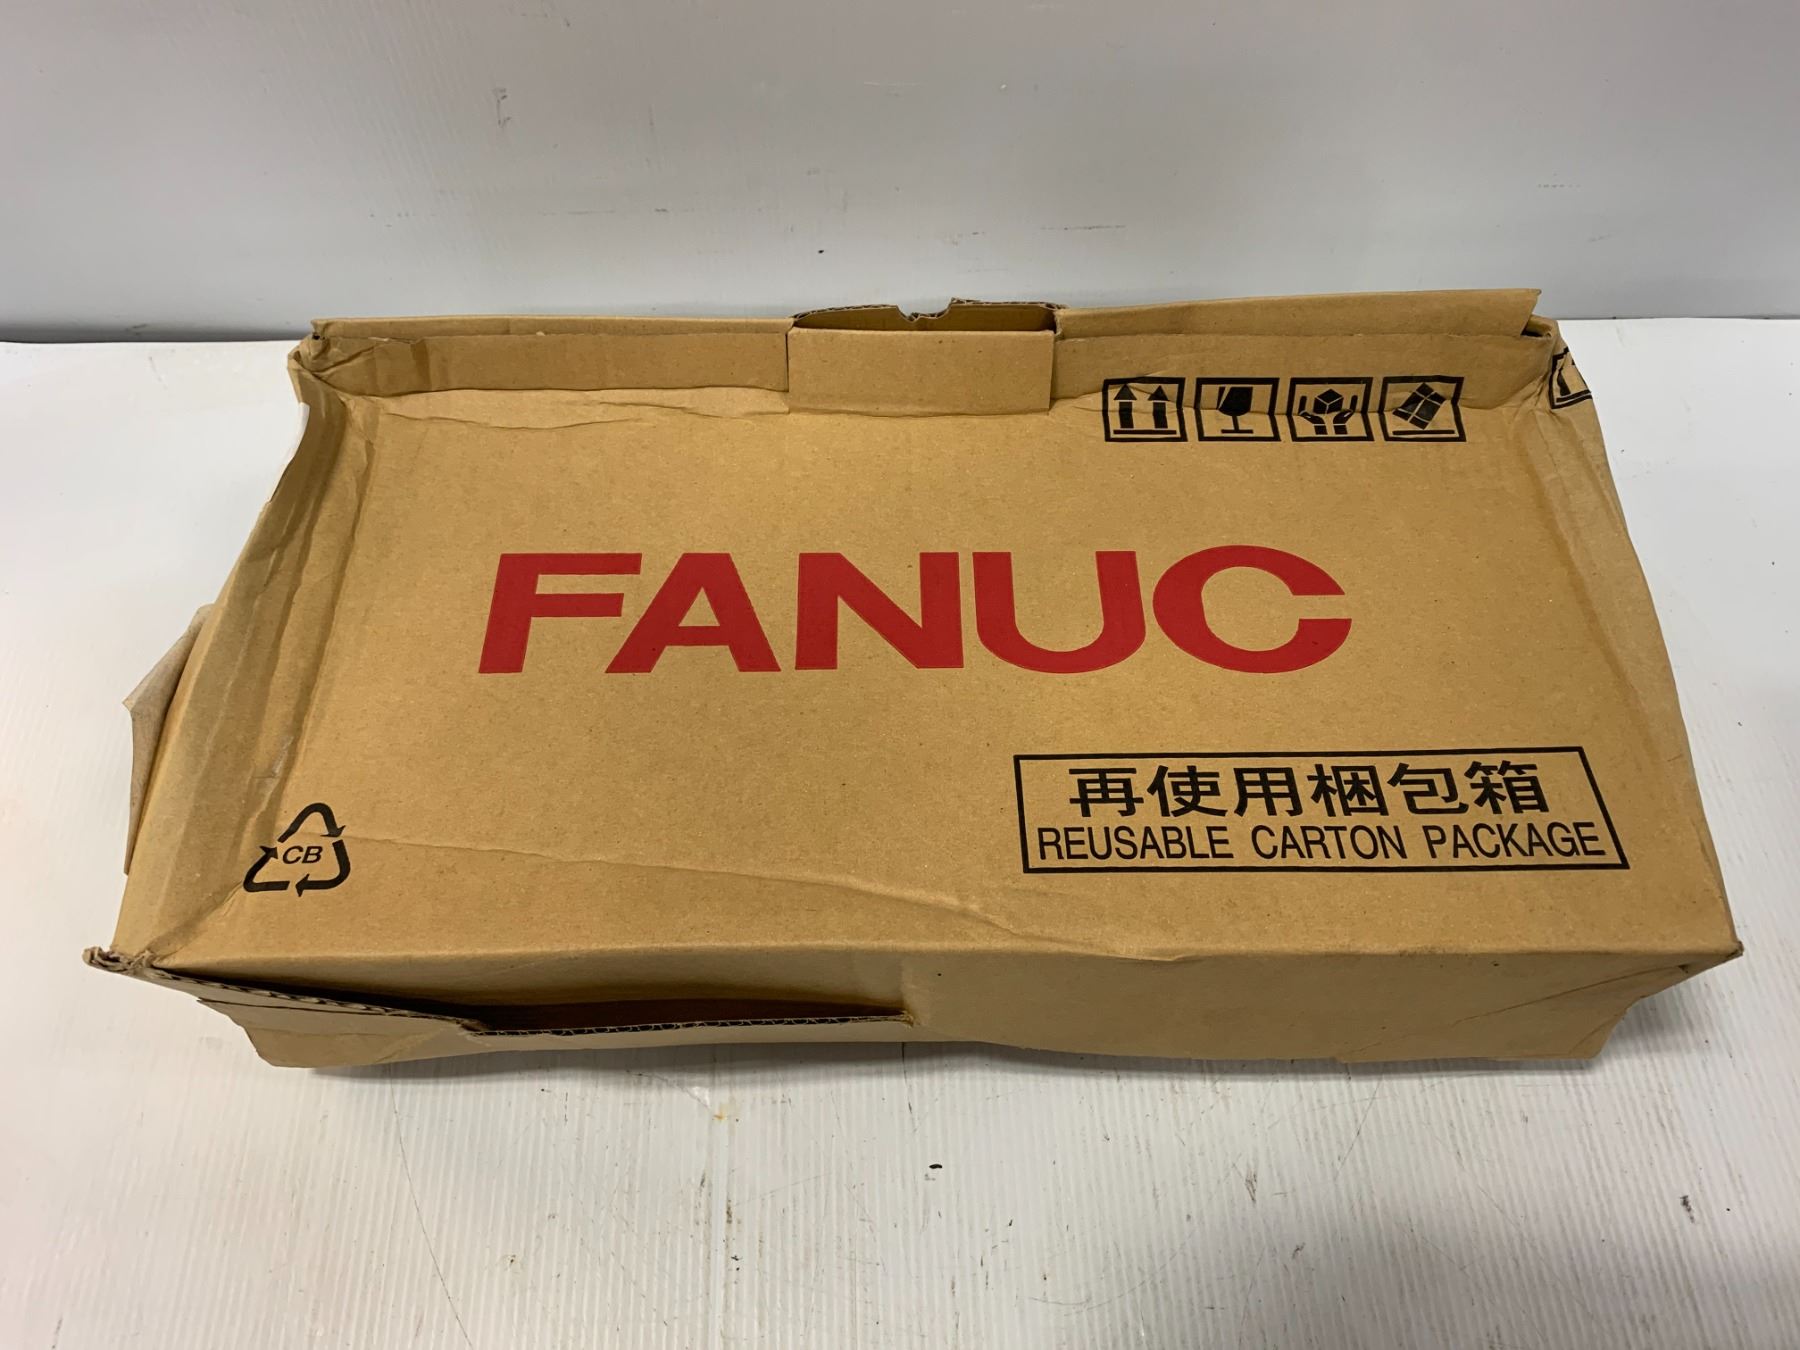 FANUC
再使用梱包箱
REUSABLE CARTON PACKAGE
CB